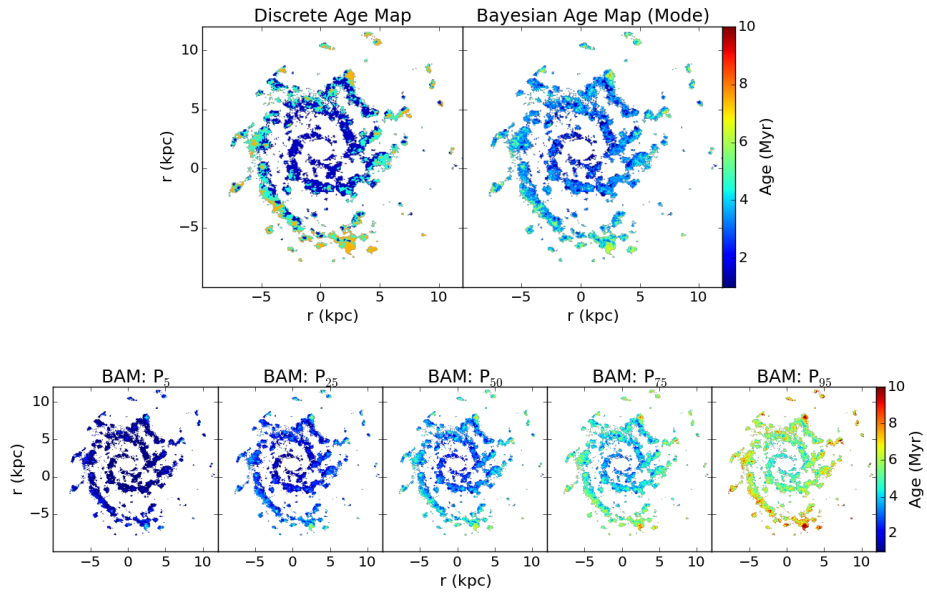 Discrete Age Map
Bayesian Age Map (Mode)
10
5
0
−5
r (kpc)
−5 0 5 10
−5 0 5 10
r (kpc)
r (kpc)
10
8
6
4
2
Age (Myr)
BAM: P5
BAM: P25
BAM: P50
BAM: P75
BAM: P95
10
5
0
−5
r (kpc)
−5 0 5 10
−5 0 5 10
−5 0 5 10
−5 0 5 10
−5 0 5 10
r (kpc)
10
8
6
4
2
Age (Myr)